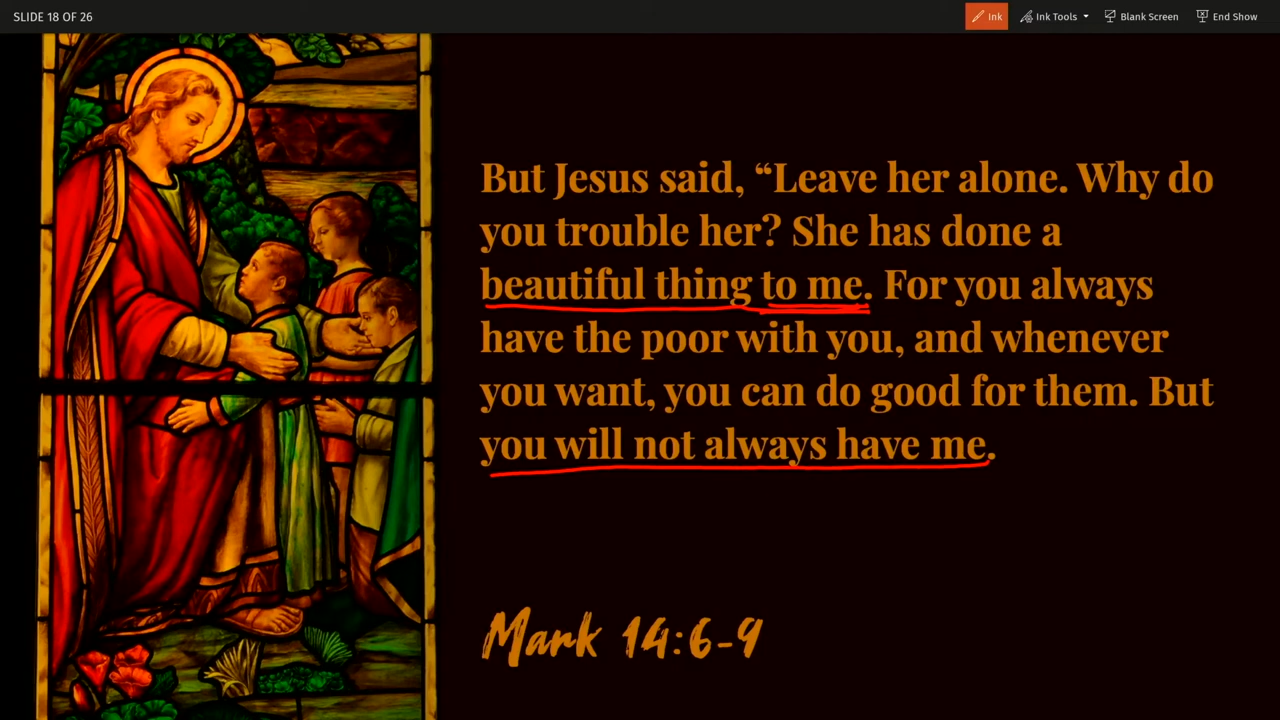 SLIDE 18 OF 26
Ink
Ink Tools
Blank Screen
End Show
But Jesus said, “Leave her alone. Why do
you trouble her? She has done a
beautiful thing to me. For you always
have the poor with you, and whenever
you want, you can do good for them. But
you will not always have me.
Mark 14:6-9